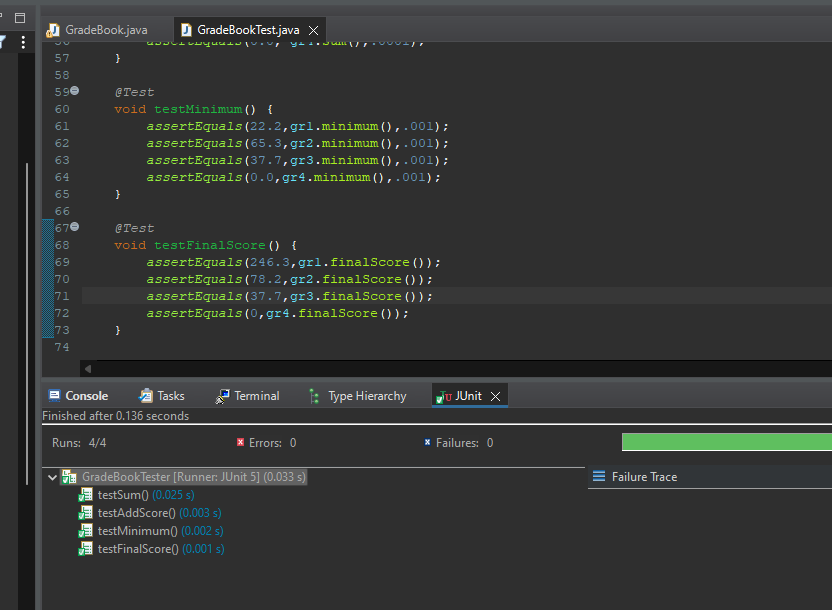 GradeBook.java GradeBookTest.java
56 assertEquals(0.0, gr4.sum(),.0001);
57 }
58
59 @Test
60 void testMinimum() {
61 assertEquals(22.2,gr1.minimum(),.001);
62 assertEquals(65.3,gr2.minimum(),.001);
63 assertEquals(37.7,gr3.minimum(),.001);
64 assertEquals(0.0,gr4.minimum(),.001);
65 }
66
67 @Test
68 void testFinalScore() {
69 assertEquals(246.3,gr1.finalScore());
70 assertEquals(78.2,gr2.finalScore());
71 assertEquals(37.7,gr3.finalScore());
72 assertEquals(0,gr4.finalScore());
73 }
74
Console Tasks Terminal Type Hierarchy JUnit
Finished after 0.136 seconds
Runs: 4/4 Errors: 0 Failures: 0
GradeBookTester [Runner: JUnit 5] (0.033 s)
Failure Trace
testSum() (0.025 s)
testAddScore() (0.003 s)
testMinimum() (0.002 s)
testFinalScore() (0.001 s)